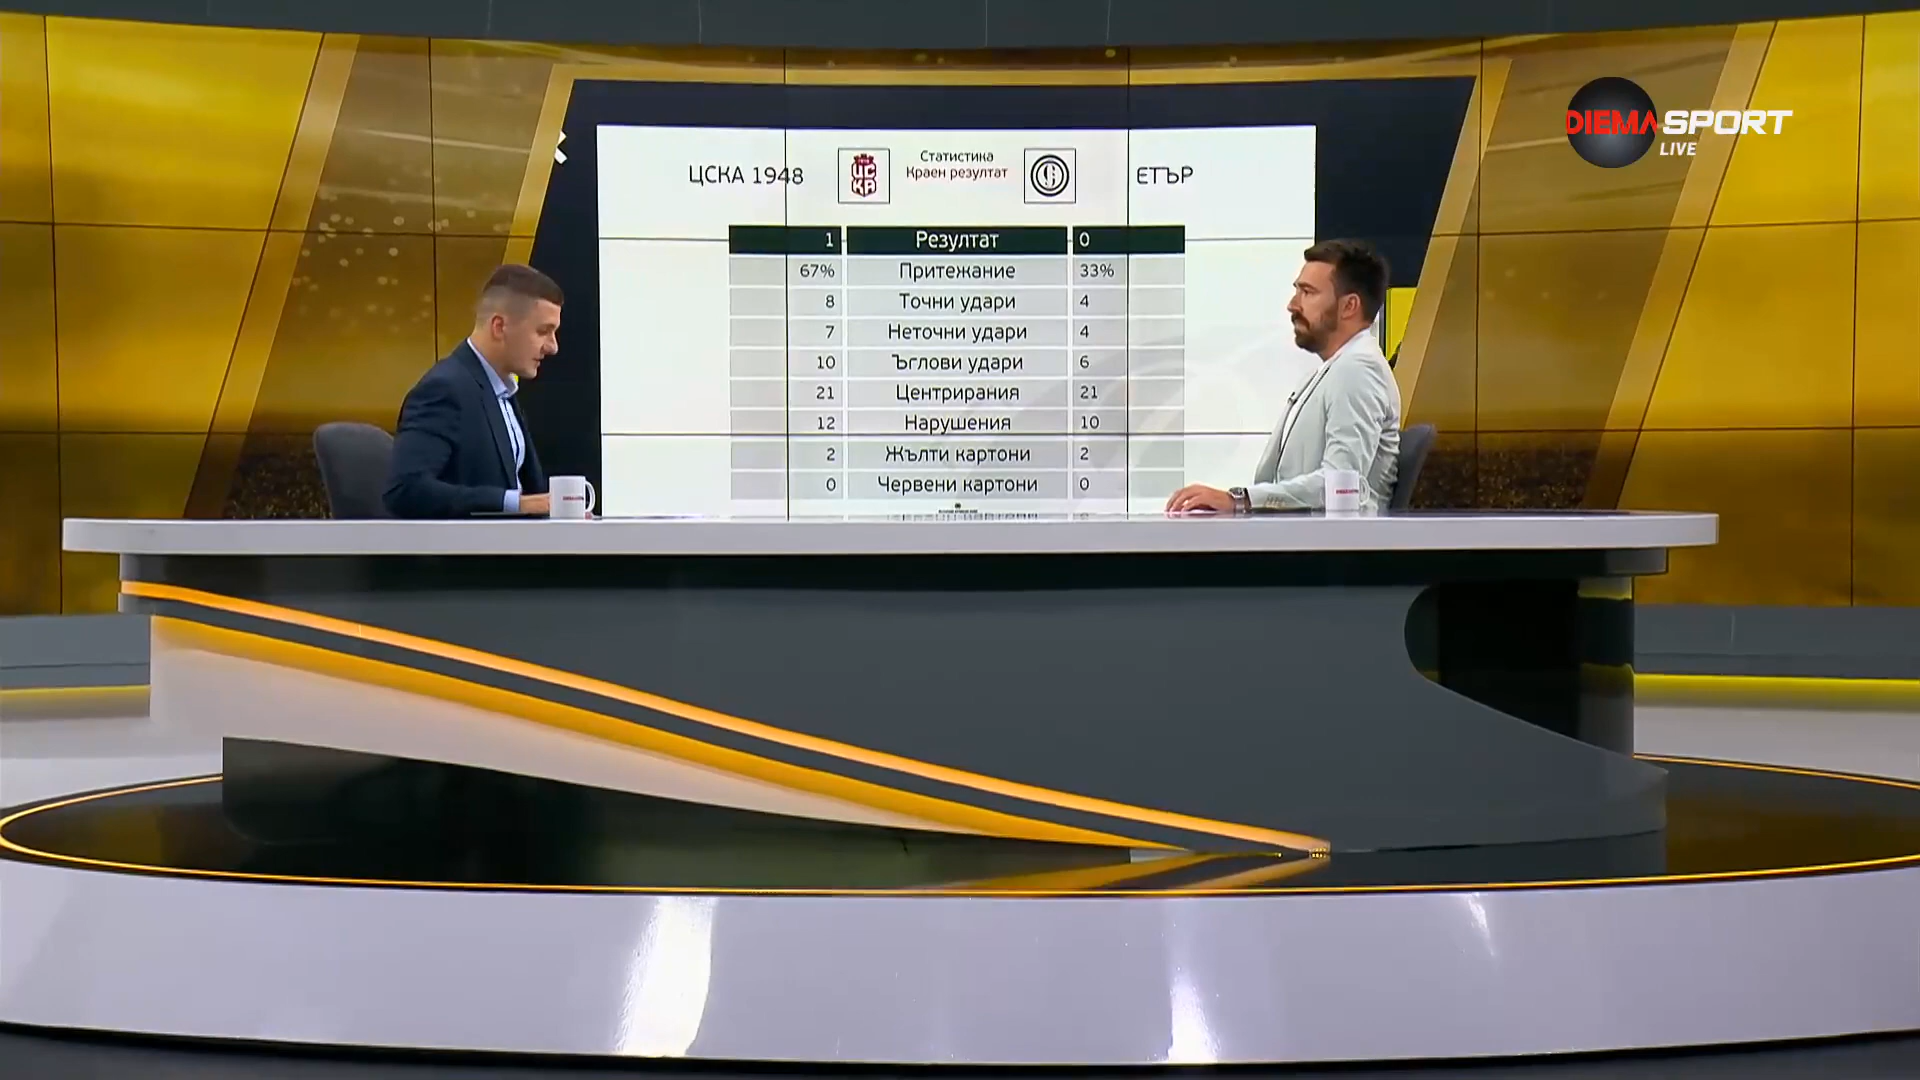 DIEMA SPORT
LIVE
ЦСКА 1948
ЦС
КА
Статистика
Краен резултат
ЕТЪР
1 Резултат 0
67% Притежание 33%
8 Точни удари 4
7 Неточни удари 4
10 Ъглови удари 6
21 Центрирания 21
12 Нарушения 10
2 Жълти картони 2
0 Червени картони 0